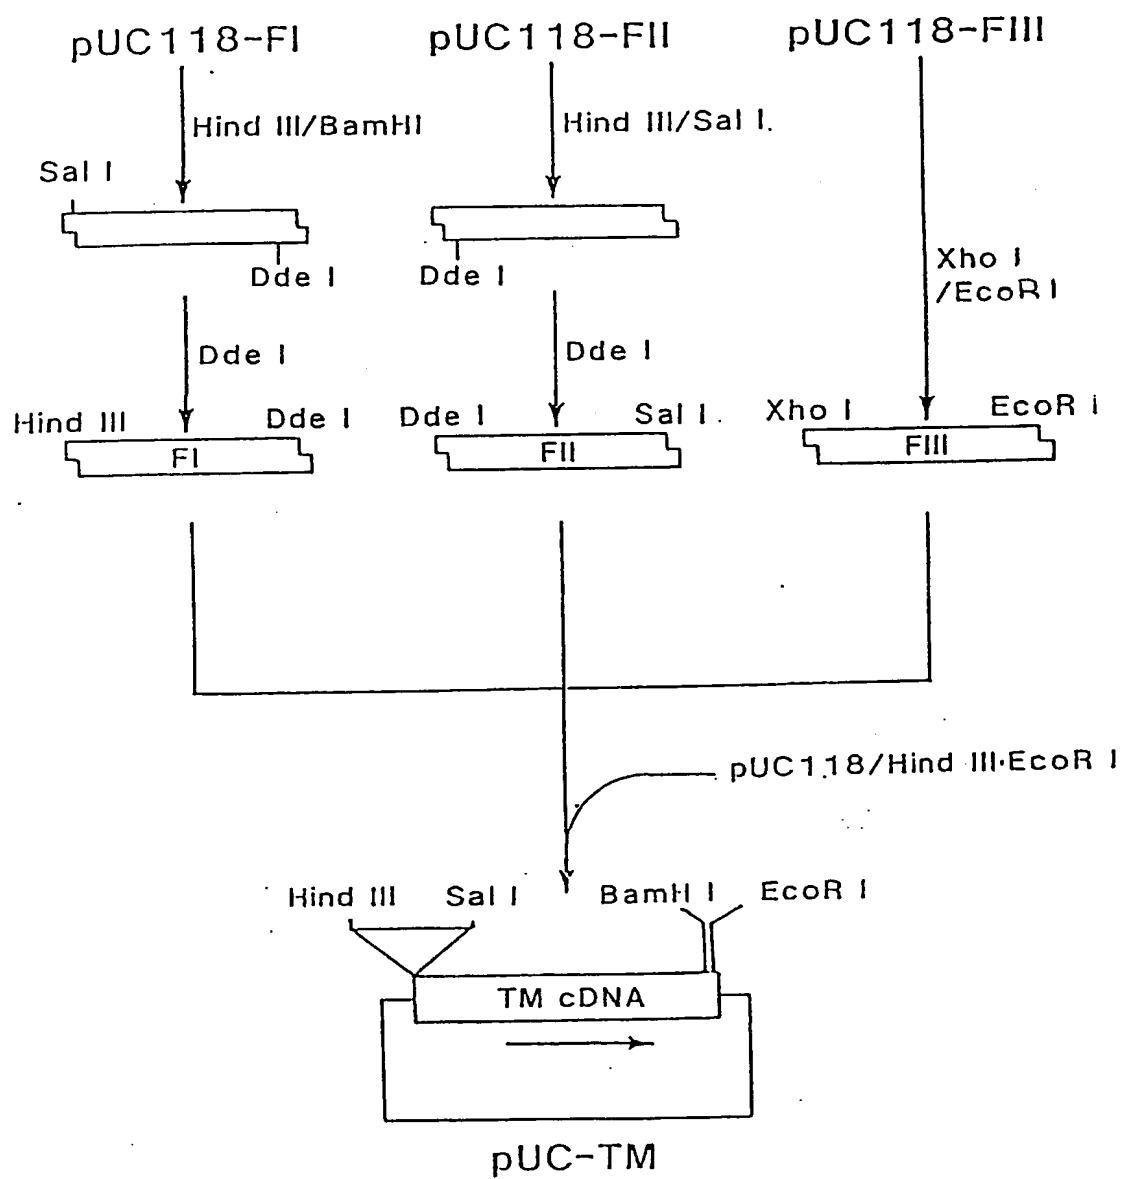 pUC118-FI
pUC118-FII
pUC118-FIII
Hind III/BamHI
Hind III/Sal I.
Sal I
Dde I
Dde I
Xho I
/EcoR I
Dde I
Dde I
Hind III
Dde I
Dde I
Sal I.
Xho I
EcoR I
FI
FII
FIII
pUC118/Hind III·EcoR I
Hind III
Sal I
BamH I
EcoR I
TM cDNA
pUC-TM